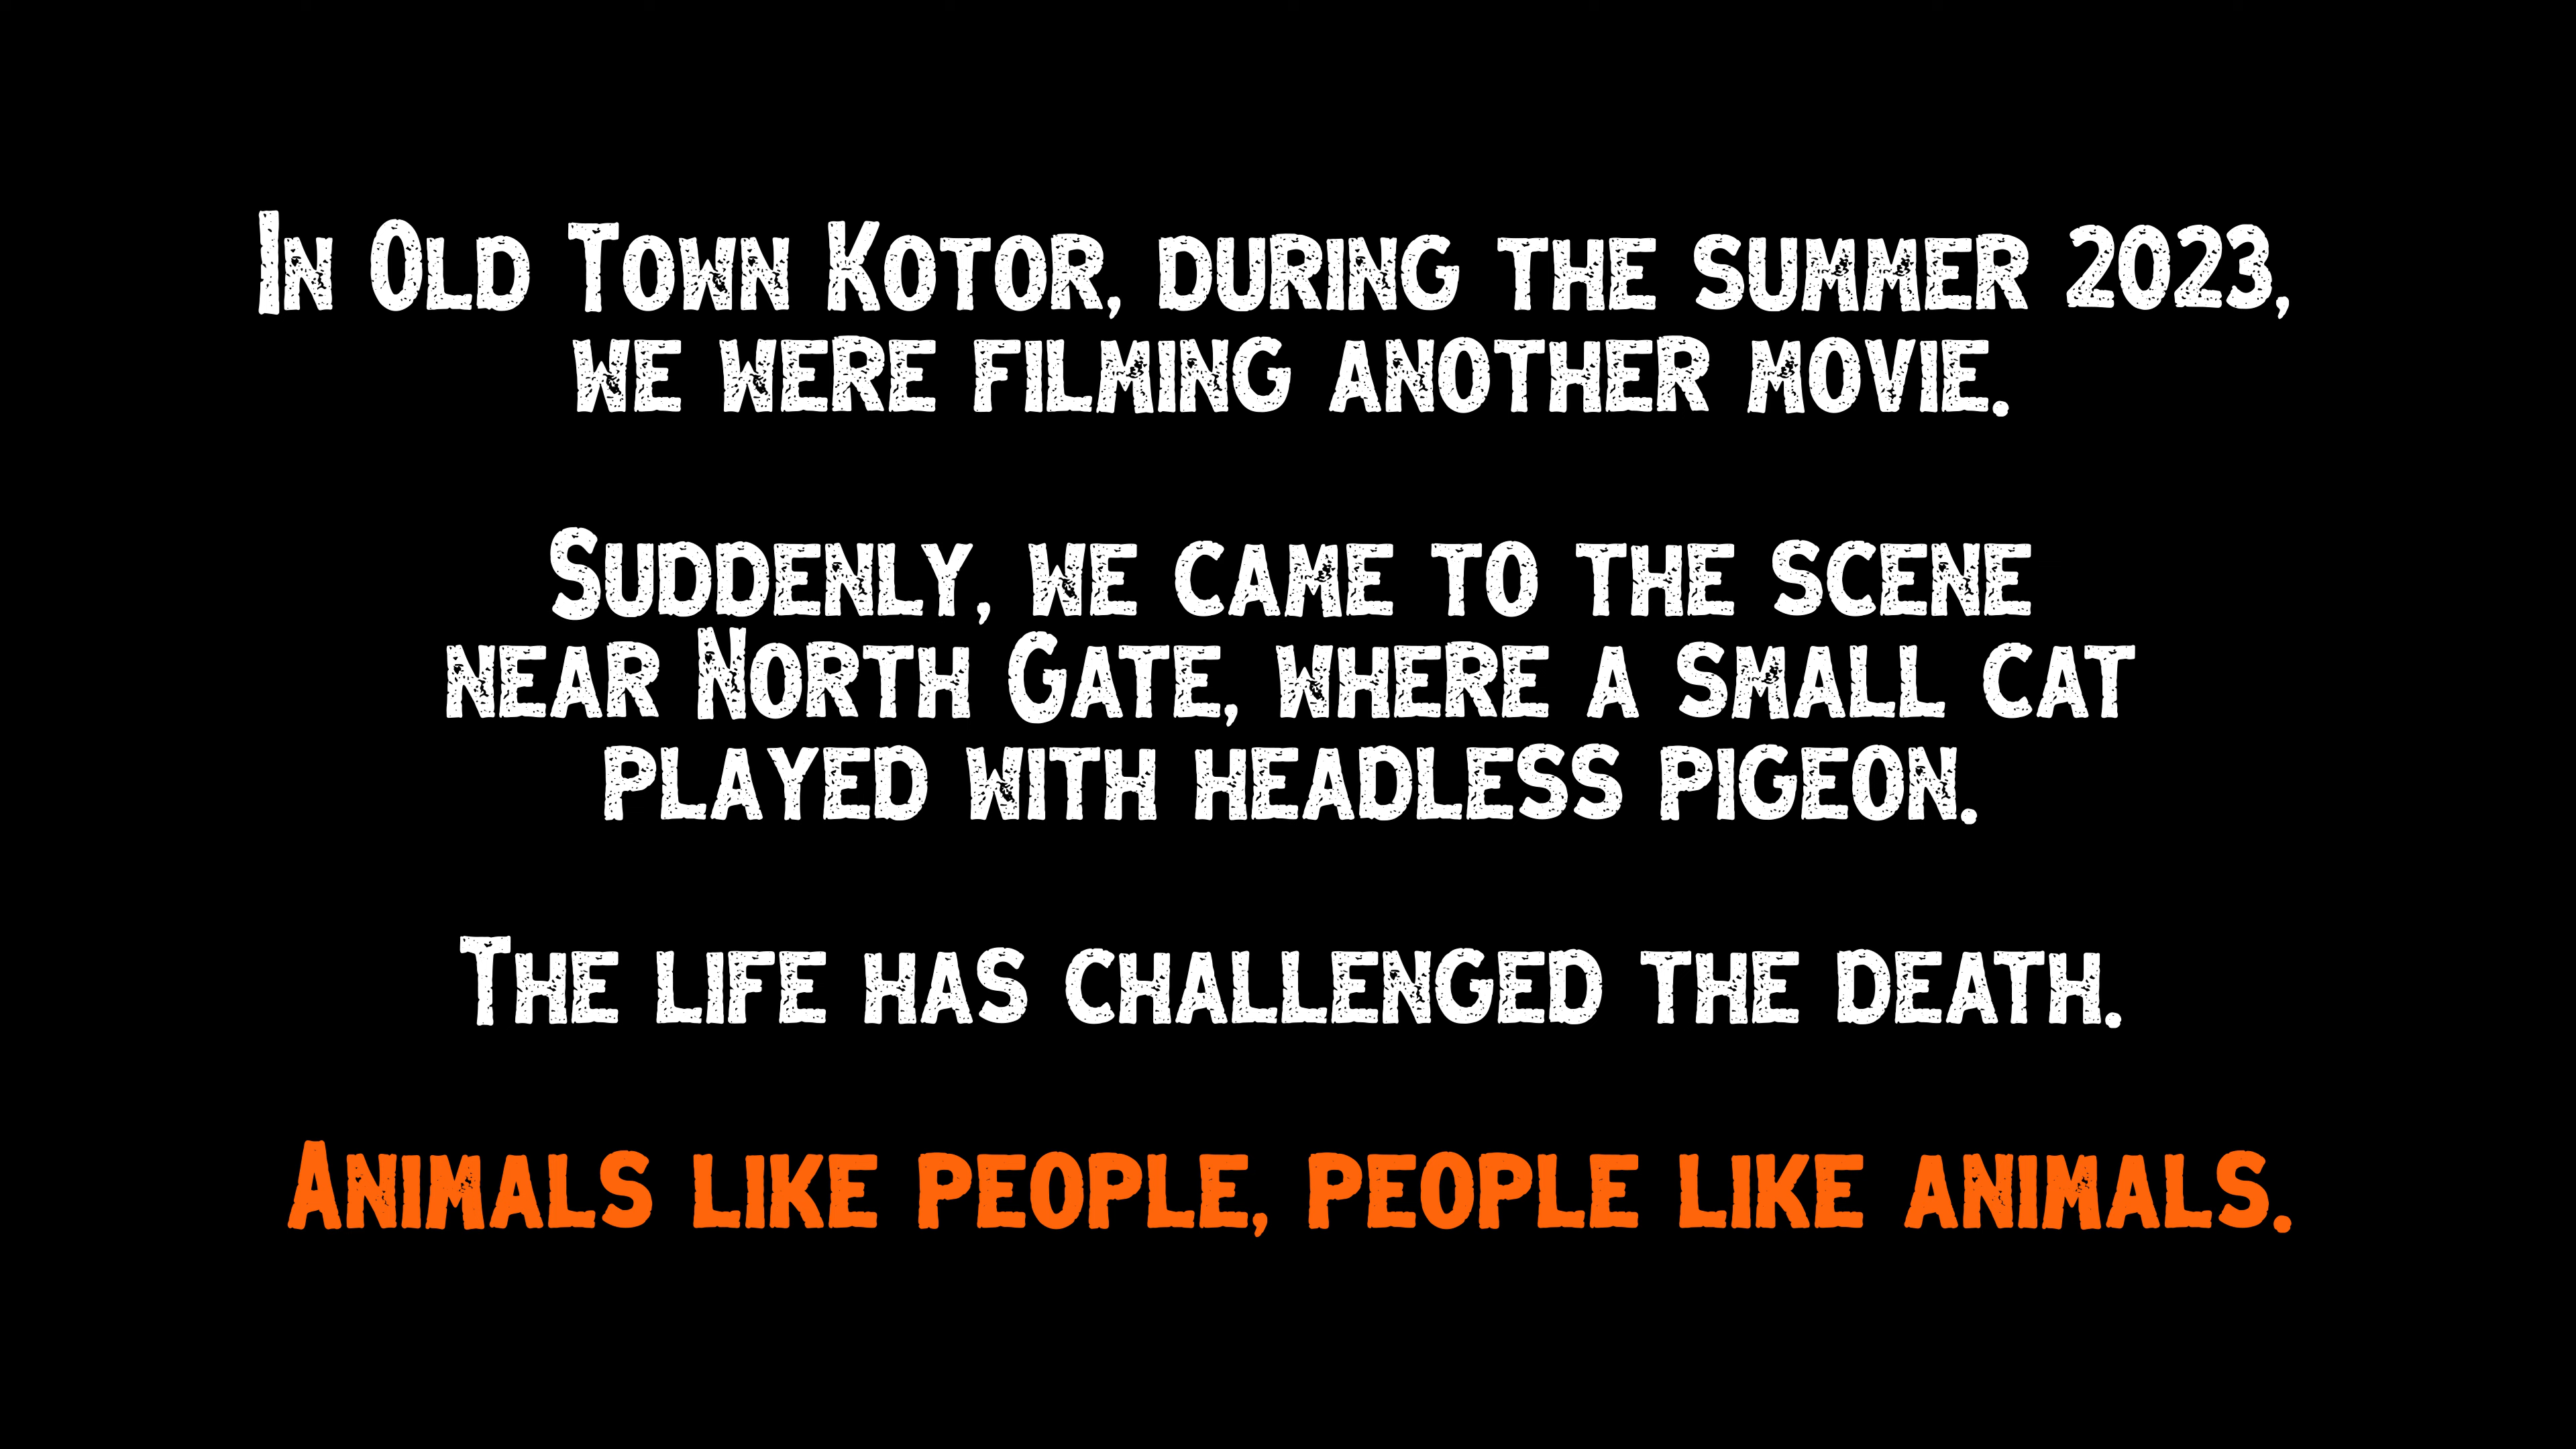 In Old Town Kotor, during the summer 2023,
we were filming another movie.
Suddenly, we came to the scene
near North Gate, where a small cat
played with headless pigeon.
The life has challenged the death.
Animals like people, people like animals.